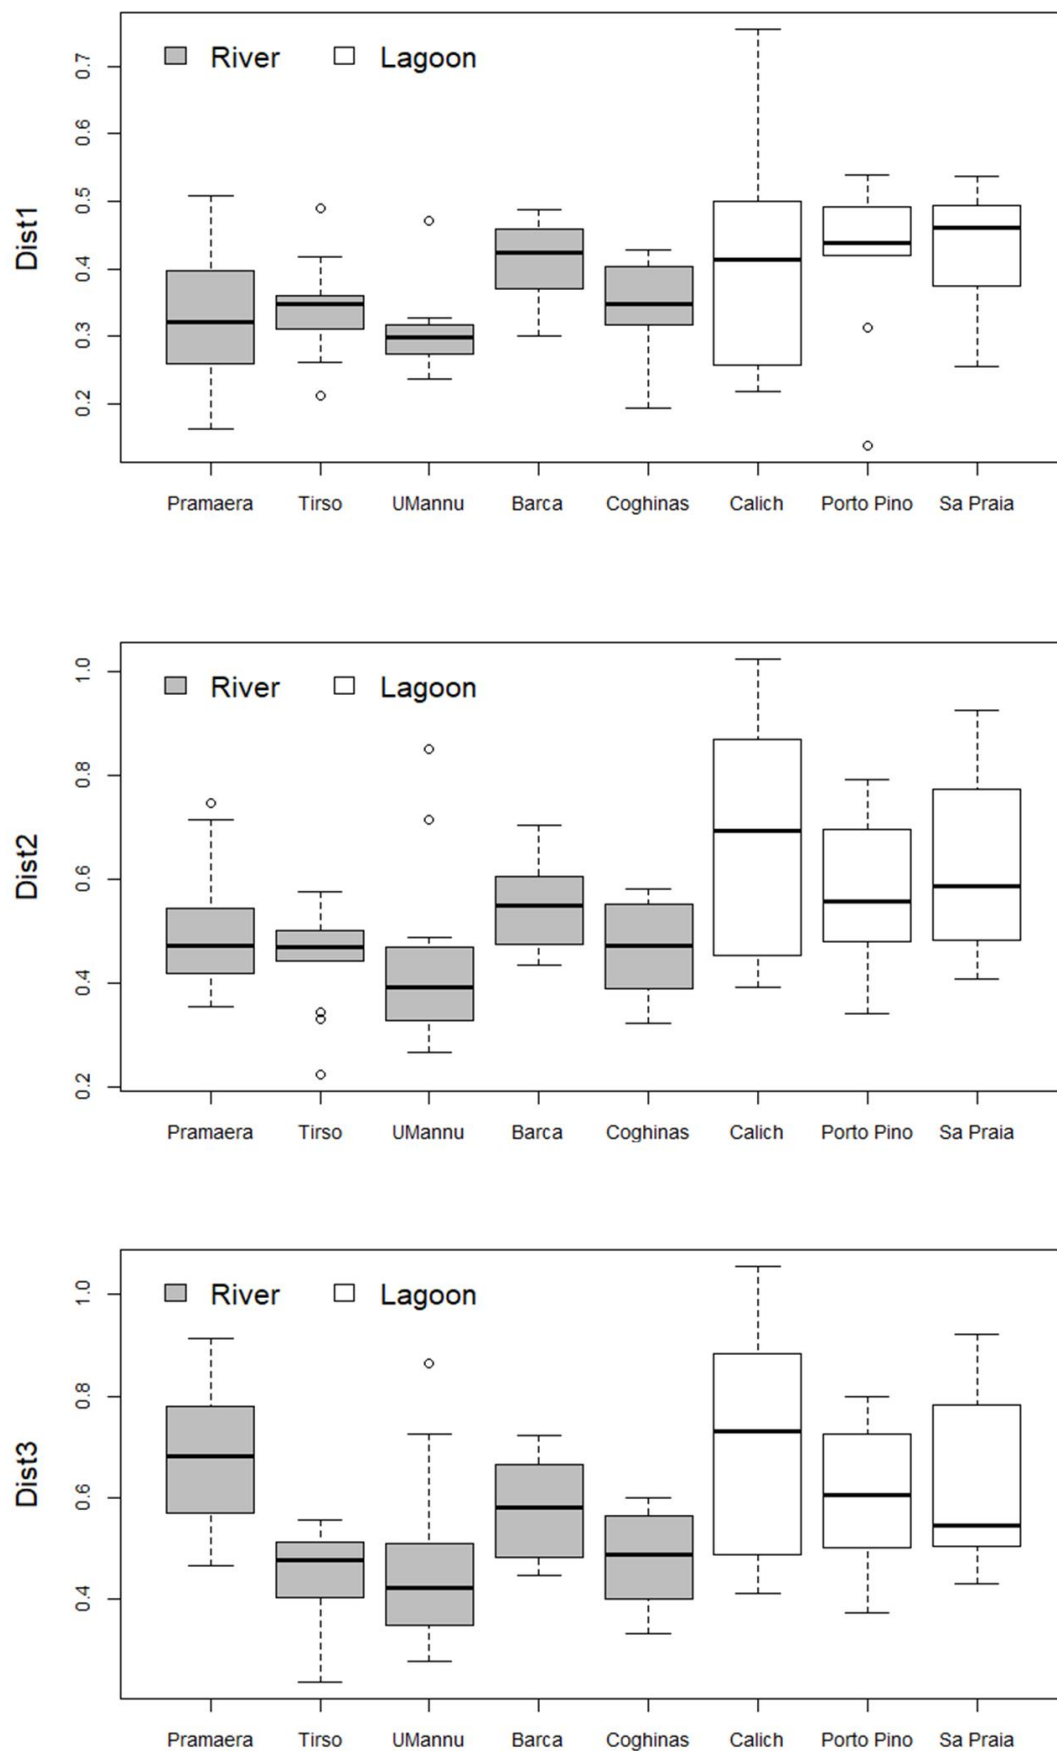 River Lagoon
0.7
0.6
0.5
0.4
0.3
0.2
Dist1
Pramaera Tirso UMannu Barca Coghinas Calich Porto Pino Sa Praia
River Lagoon
1.0
0.8
0.6
0.4
0.2
Dist2
Pramaera Tirso UMannu Barca Coghinas Calich Porto Pino Sa Praia
River Lagoon
1.0
0.8
0.6
0.4
Dist3
Pramaera Tirso UMannu Barca Coghinas Calich Porto Pino Sa Praia